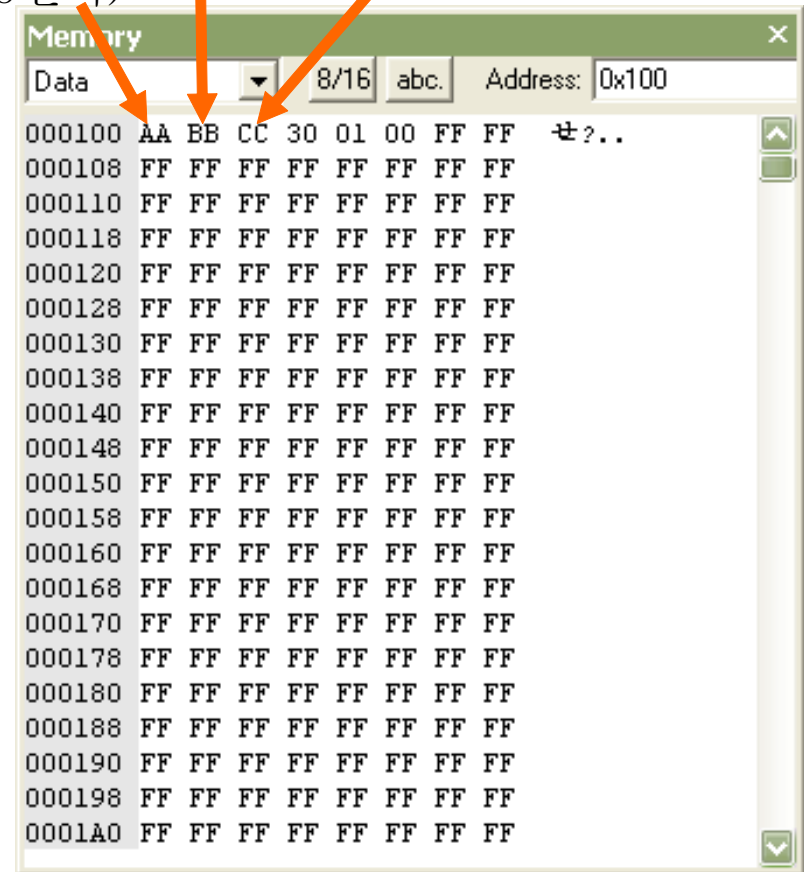 Memory
Data 8/16 abc. Address: 0x100
000100 AA BB CC 30 01 00 FF FF ?..
000108 FF FF FF FF FF FF FF FF
000110 FF FF FF FF FF FF FF FF
000118 FF FF FF FF FF FF FF FF
000120 FF FF FF FF FF FF FF FF
000128 FF FF FF FF FF FF FF FF
000130 FF FF FF FF FF FF FF FF
000138 FF FF FF FF FF FF FF FF
000140 FF FF FF FF FF FF FF FF
000148 FF FF FF FF FF FF FF FF
000150 FF FF FF FF FF FF FF FF
000158 FF FF FF FF FF FF FF FF
000160 FF FF FF FF FF FF FF FF
000168 FF FF FF FF FF FF FF FF
000170 FF FF FF FF FF FF FF FF
000178 FF FF FF FF FF FF FF FF
000180 FF FF FF FF FF FF FF FF
000188 FF FF FF FF FF FF FF FF
000190 FF FF FF FF FF FF FF FF
000198 FF FF FF FF FF FF FF FF
0001A0 FF FF FF FF FF FF FF FF